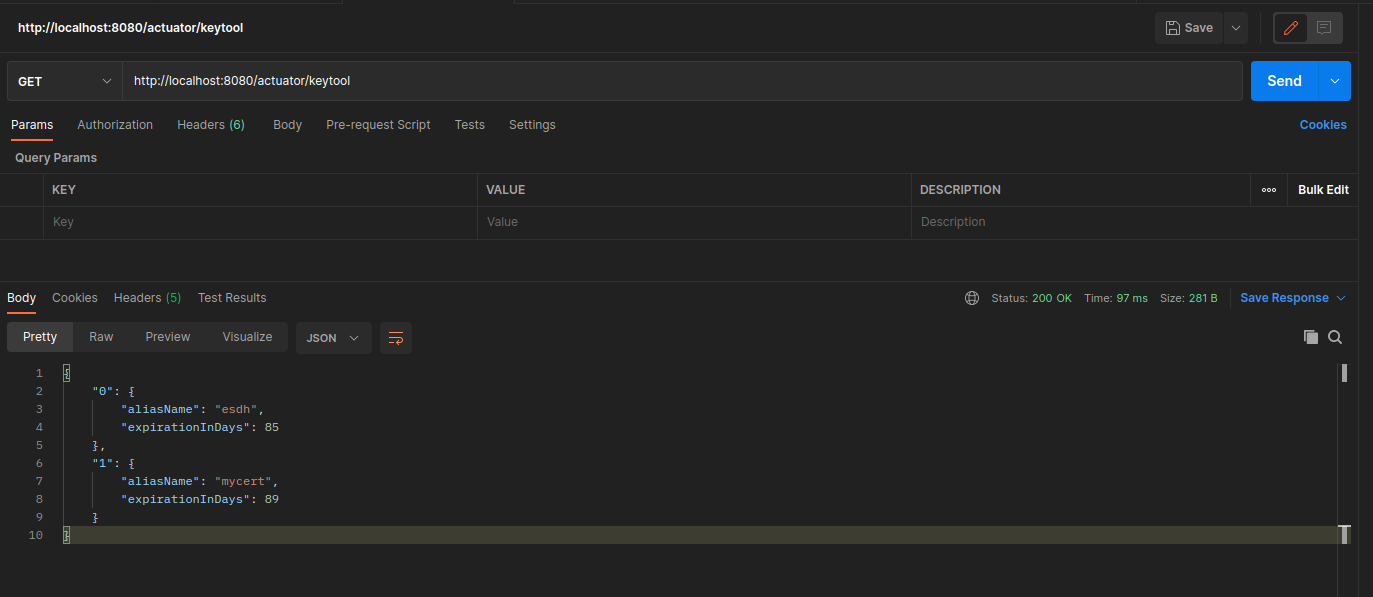 http://localhost:8080/actuator/keytool Save
GET http://localhost:8080/actuator/keytool Send
Params Authorization Headers (6) Body Pre-request Script Tests Settings Cookies
Query Params
KEY VALUE DESCRIPTION ooo Bulk Edit
Key Value Description
Body Cookies Headers (5) Test Results Status: 200 OK Time: 97 ms Size: 281 B Save Response
Pretty Raw Preview Visualize JSON
1 {
2 "0": {
3 "aliasName": "esdh",
4 "expirationInDays": 85
5 },
6 "1": {
7 "aliasName": "mycert",
8 "expirationInDays": 89
9 }
10 }